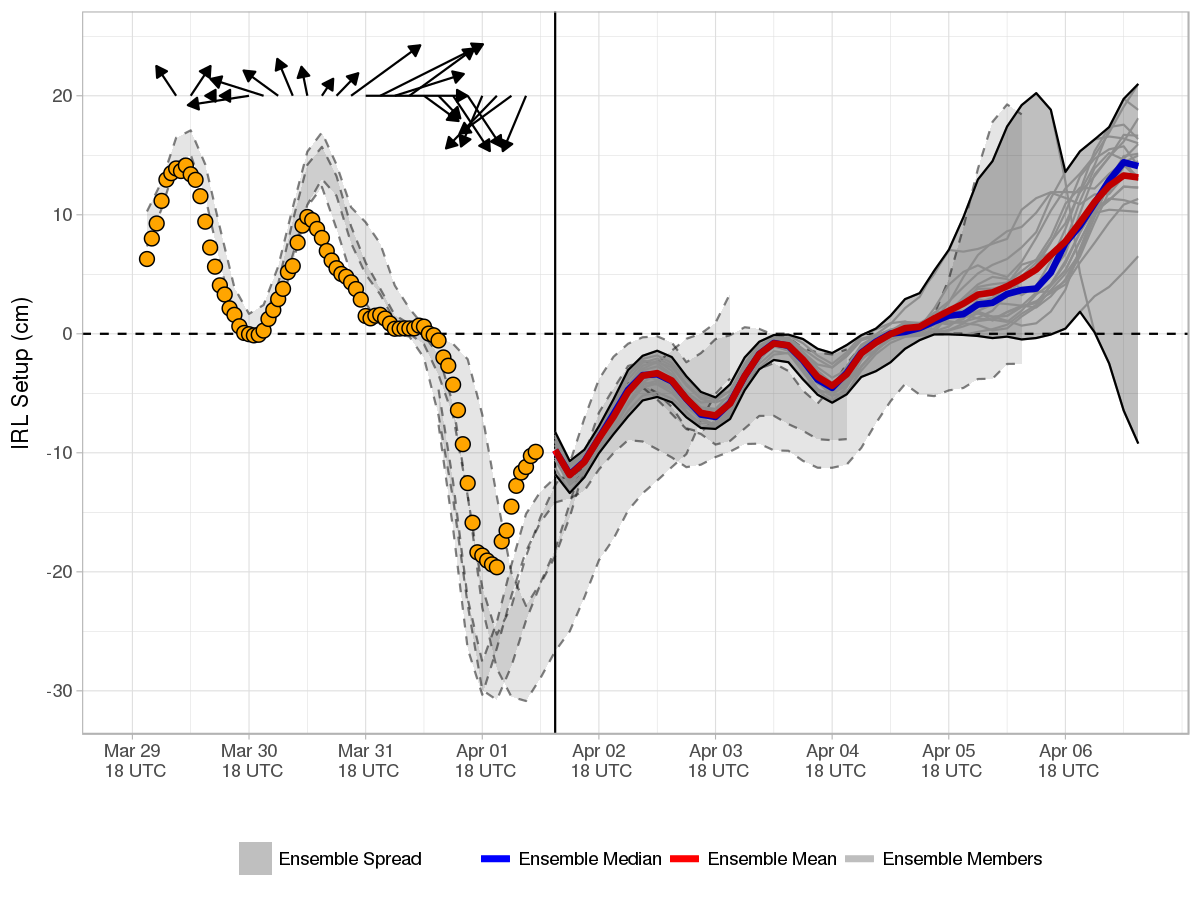 IRL Setup (cm)
20
10
0
-10
-20
-30
Mar 29
18 UTC
Mar 30
18 UTC
Mar 31
18 UTC
Apr 01
18 UTC
Apr 02
18 UTC
Apr 03
18 UTC
Apr 04
18 UTC
Apr 05
18 UTC
Apr 06
18 UTC
Ensemble Spread
Ensemble Median
Ensemble Mean
Ensemble Members